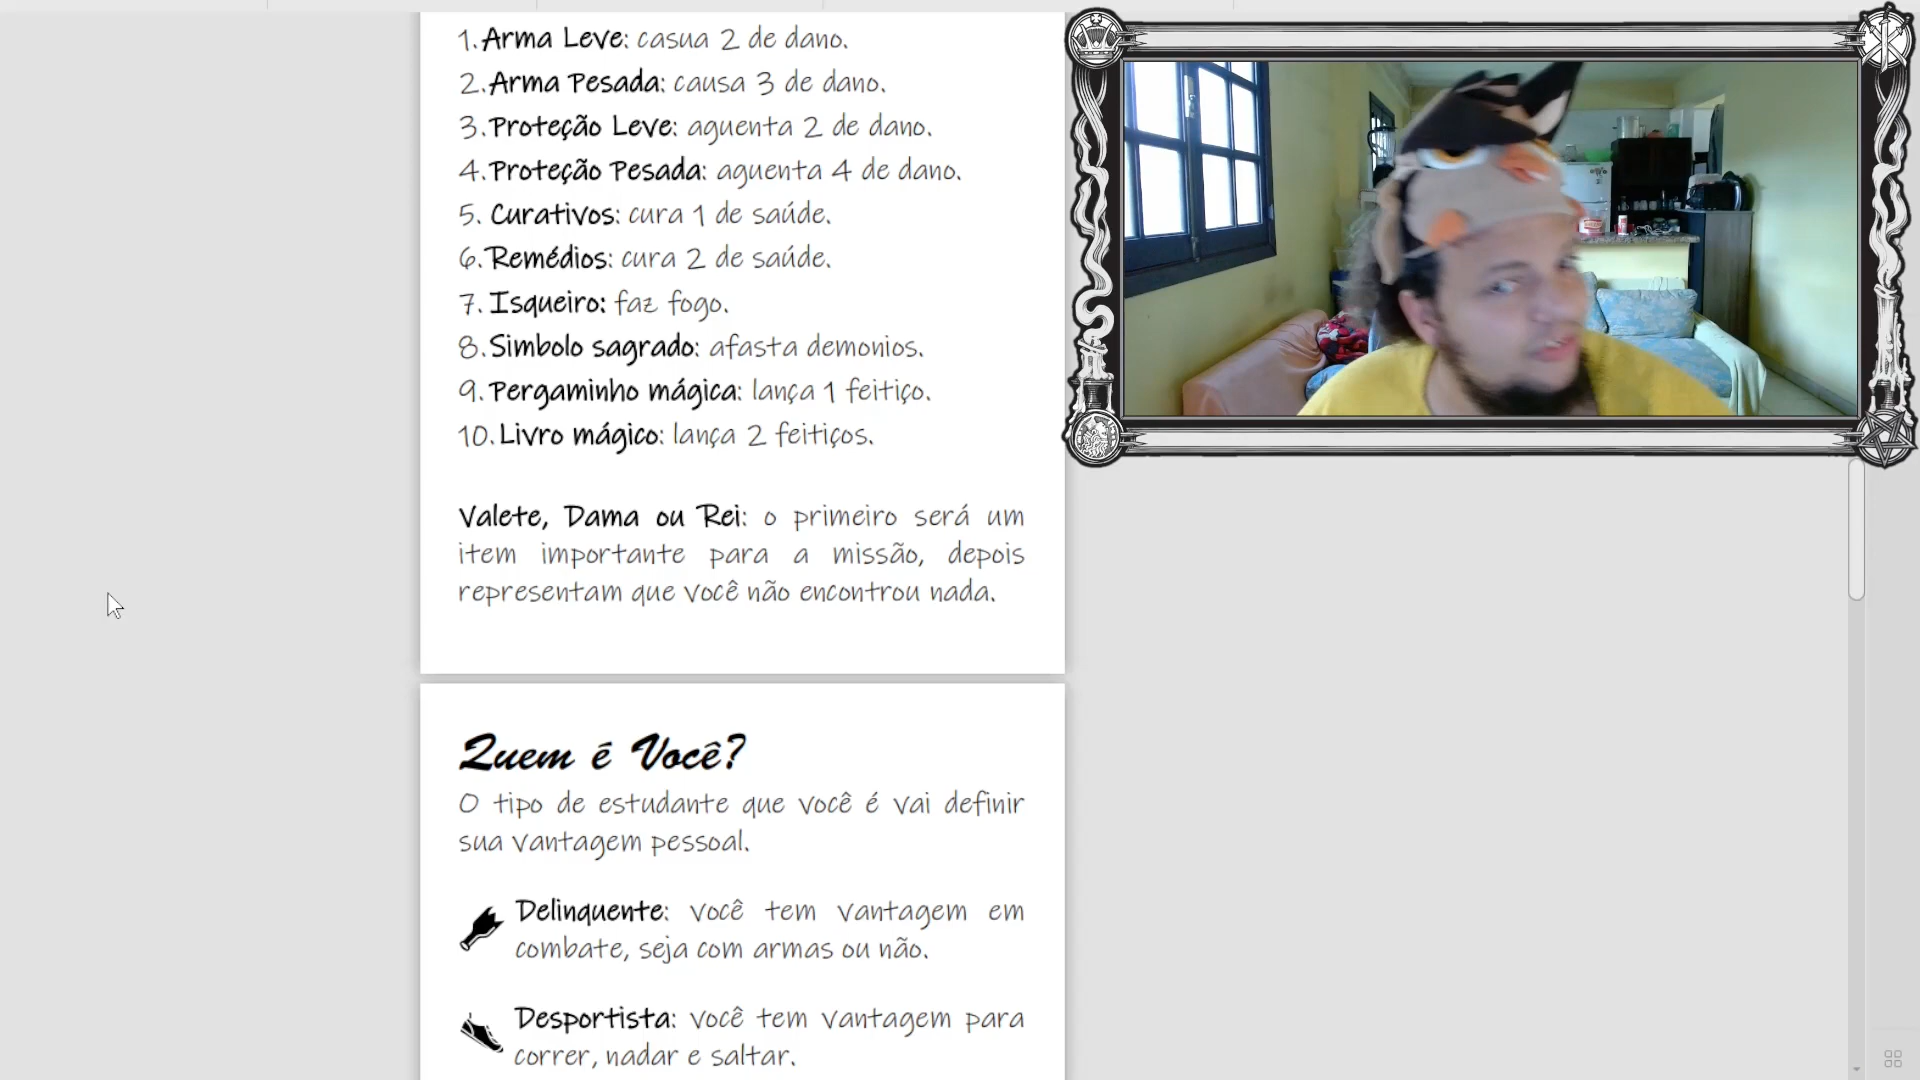 1. Arma Leve: casua 2 de dano.
2. Arma Pesada: causa 3 de dano.
3. Proteção Leve: aguenta 2 de dano.
4. Proteção Pesada: aguenta 4 de dano.
5. Curativos: cura 1 de saúde.
6. Remédios: cura 2 de saúde.
7. Isqueiro: faz fogo.
8. Simbolo sagrado: afasta demonios.
9. Pergaminho mágica: lança 1 feitiço.
10. Livro mágico: lança 2 feitiços.
Valete, Dama ou Rei: o primeiro será um
item importante para a missão, depois
representam que você não encontrou nada.
Quem é Você?
O tipo de estudante que você é vai definir
sua vantagem pessoal.
Delinquente: você tem vantagem em
combate, seja com armas ou não.
Desportista: você tem vantagem para
correr, nadar e saltar.